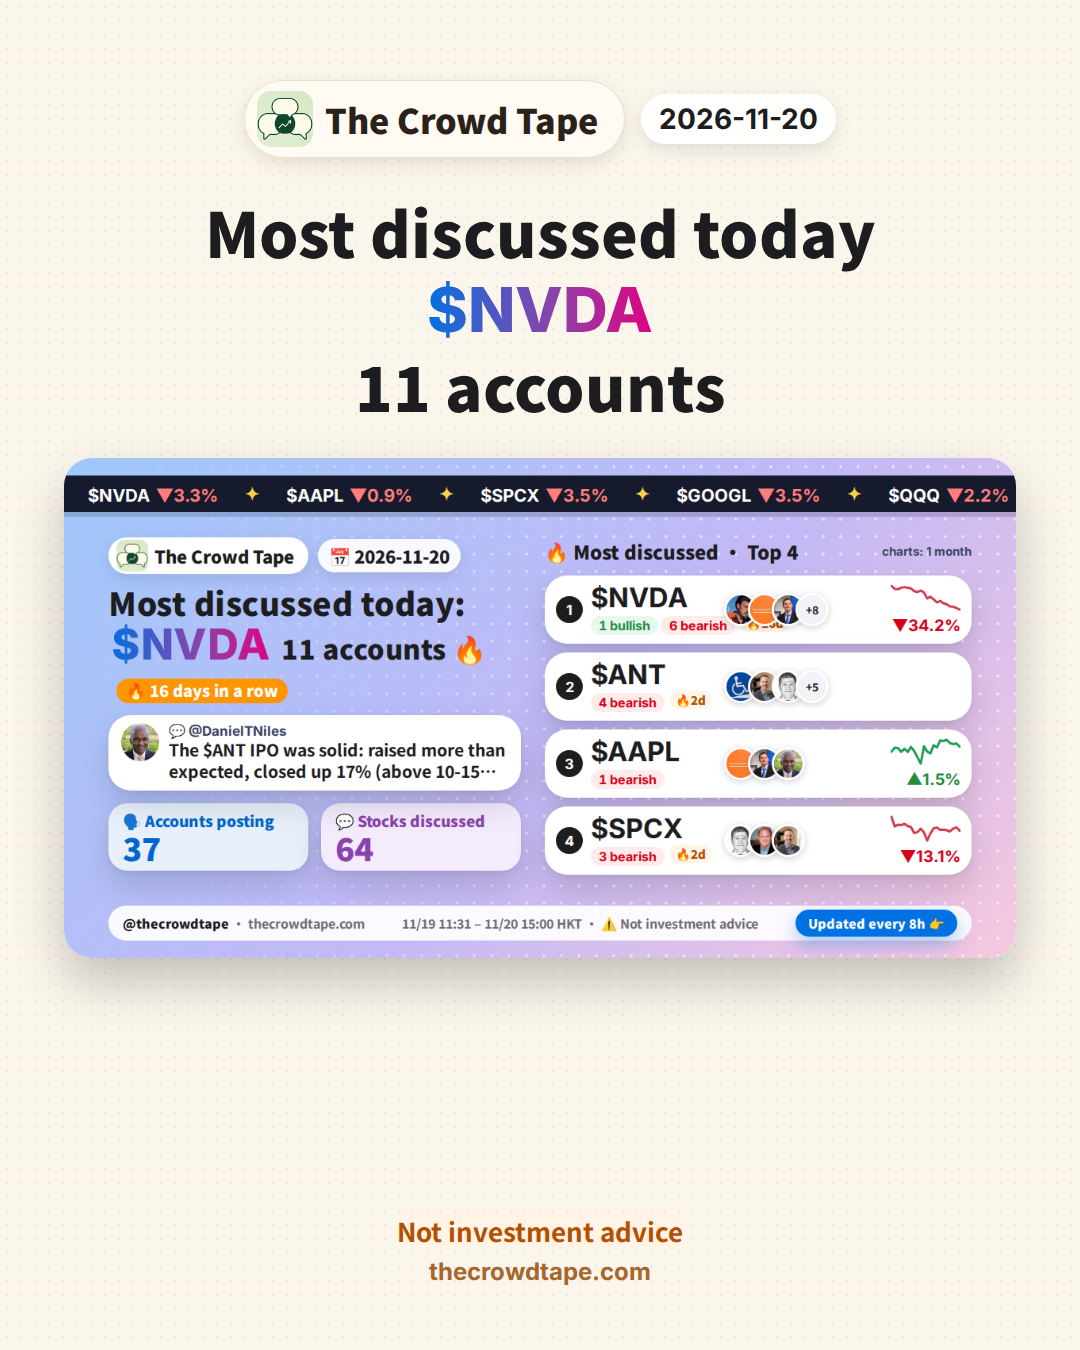 The Crowd Tape
2026-11-20
Most discussed today
$NVDA
11 accounts
$NVDA ▼3.3% ✦ $AAPL ▼0.9% ✦ $SPCX ▼3.5% ✦ $GOOGL ▼3.5% ✦ $QQQ ▼2.2%
The Crowd Tape
📅 2026-11-20
Most discussed today:
$NVDA 11 accounts 🔥
🔥 16 days in a row
💬 @DanielTNiles
The $ANT IPO was solid: raised more than
expected, closed up 17% (above 10-15⋯
🗣️ Accounts posting
37
💬 Stocks discussed
64
🔥 Most discussed • Top 4
charts: 1 month
1
$NVDA
1 bullish 6 bearish
+8
▼34.2%
2
$ANT
4 bearish 🔥2d
+5
3
$AAPL
1 bearish
▲1.5%
4
$SPCX
3 bearish 🔥2d
▼13.1%
@thecrowdtape • thecrowdtape.com
11/19 11:31 – 11/20 15:00 HKT • ⚠️ Not investment advice
Updated every 8h 👉
Not investment advice
thecrowdtape.com